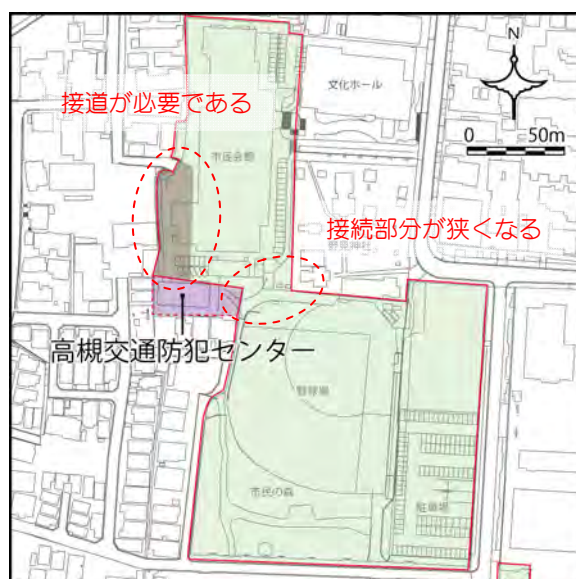 N
文化ホール
接道が必要である
0 50m
市民会館
接続部分が狭くなる
野見神社
高槻交通防犯センター
野球場
市民の森
駐車場